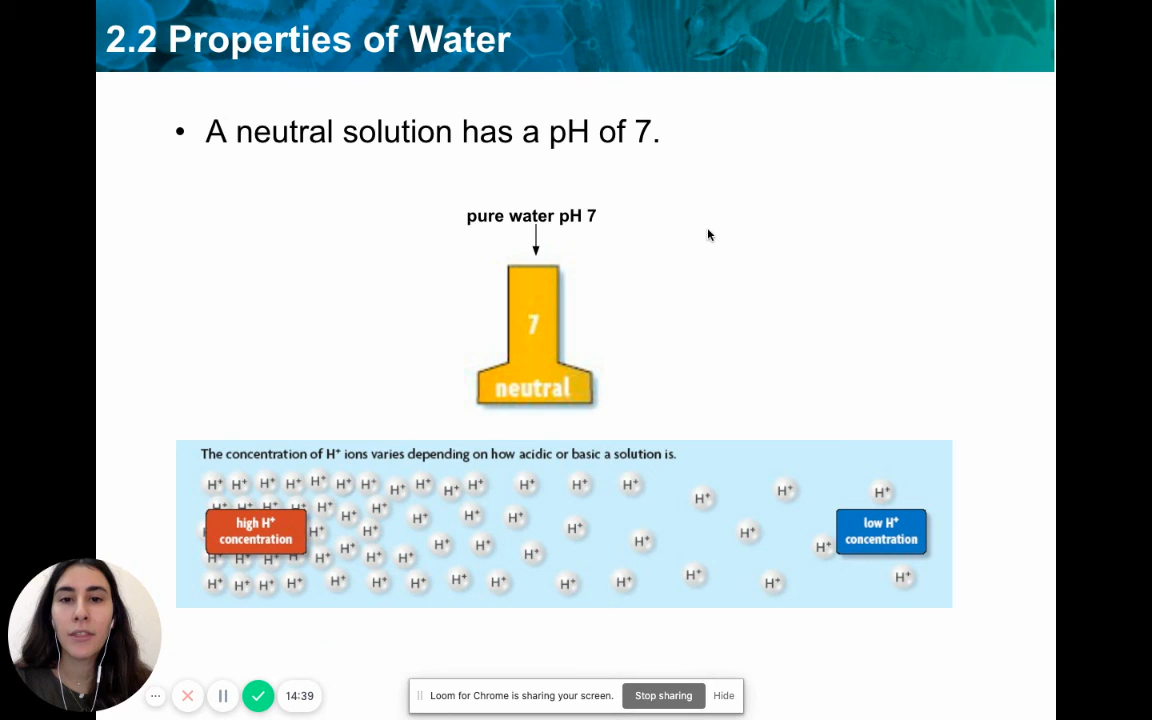 2.2 Properties of Water
• A neutral solution has a pH of 7.
pure water pH 7
7
neutral
The concentration of H⁺ ions varies depending on how acidic or basic a solution is.
H⁺ H⁺ H⁺ H⁺ H⁺ H⁺ H⁺ H⁺ H⁺ H⁺ H⁺ H⁺ H⁺ H⁺ H⁺ H⁺ H⁺
H⁺ H⁺ H⁺ H⁺ H⁺ H⁺ H⁺ H⁺ H⁺ H⁺
high H⁺
concentration
H⁺ H⁺ H⁺ H⁺ H⁺
low H⁺
concentration
H⁺ H⁺ H⁺ H⁺ H⁺ H⁺ H⁺ H⁺ H⁺ H⁺ H⁺ H⁺
H⁺ H⁺ H⁺ H⁺ H⁺ H⁺ H⁺ H⁺ H⁺ H⁺ H⁺ H⁺ H⁺ H⁺
14:39
Loom for Chrome is sharing your screen.
Stop sharing
Hide